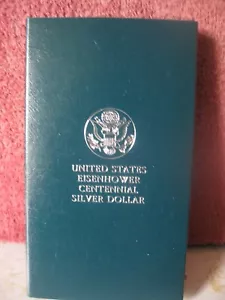 UNITED STATES
EISENHOWER
CENTENNIAL
SILVER DOLLAR